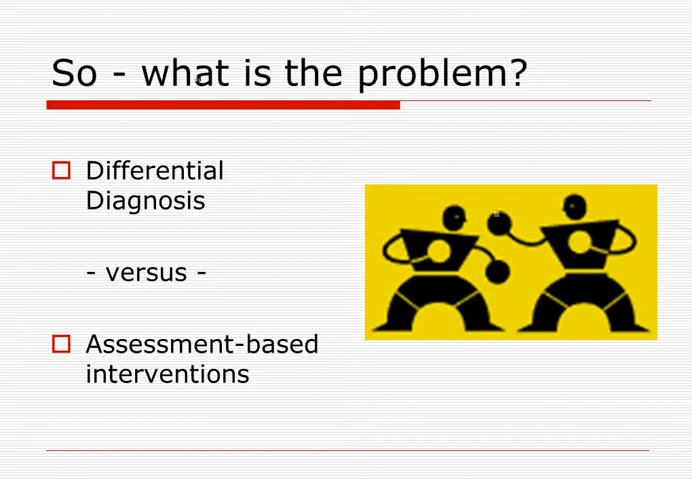 So - what is the problem?
Differential
Diagnosis
- versus -
Assessment-based
interventions